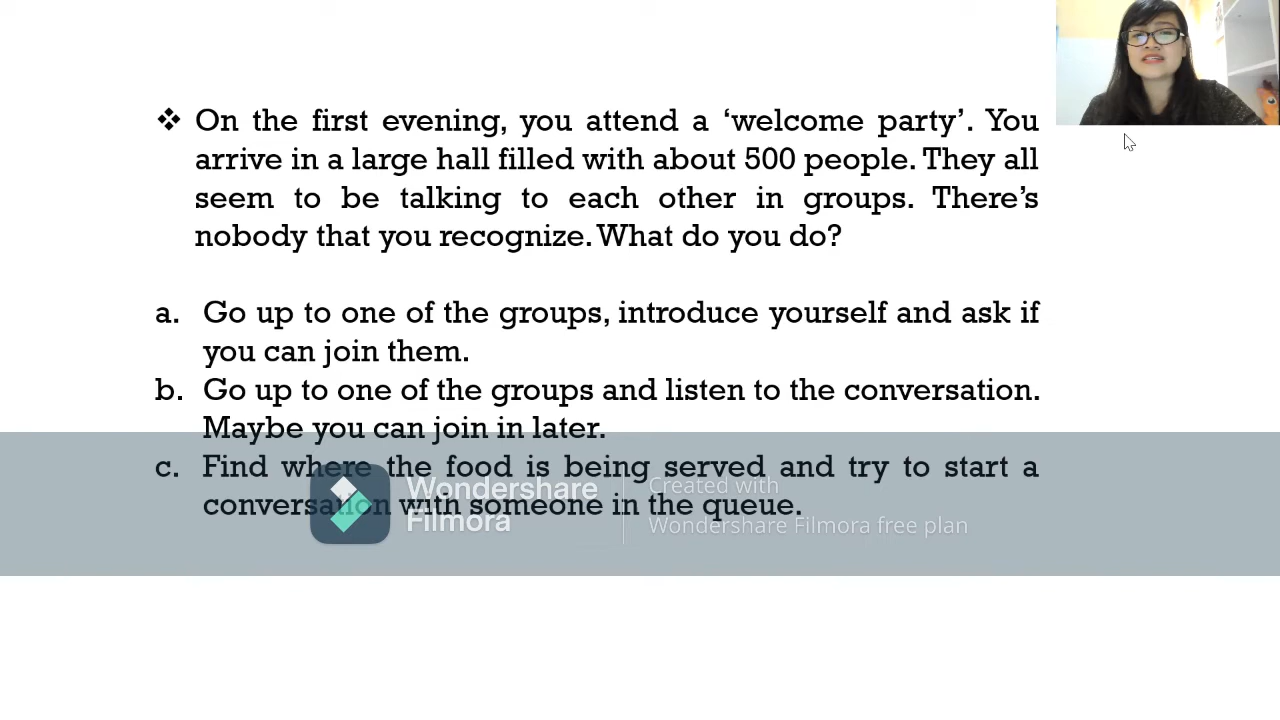 ❖ On the first evening, you attend a ‘welcome party’. You
arrive in a large hall filled with about 500 people. They all
seem to be talking to each other in groups. There’s
nobody that you recognize. What do you do?
a. Go up to one of the groups, introduce yourself and ask if
you can join them.
b. Go up to one of the groups and listen to the conversation.
Maybe you can join in later.
c. Find where the food is being served and try to start a
conversation with someone in the queue.
Wondershare
Filmora
Created with
Wondershare Filmora free plan